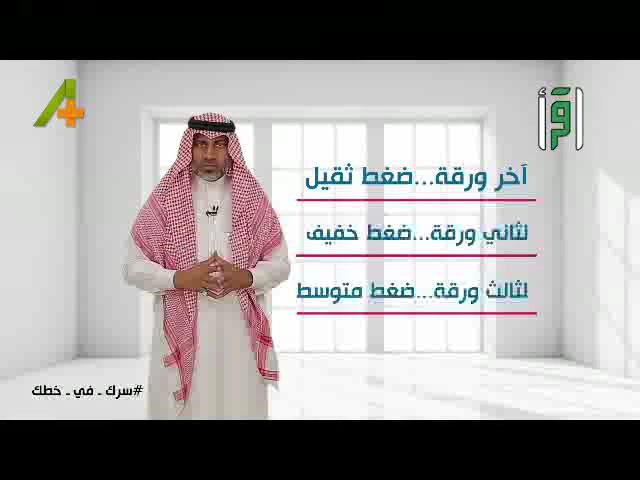 A+
اقرأ
آخر ورقة...ضغط ثقيل
لثاني ورقة...ضغط خفيف
لثالث ورقة...ضغط متوسط
#سرك - في - خطك